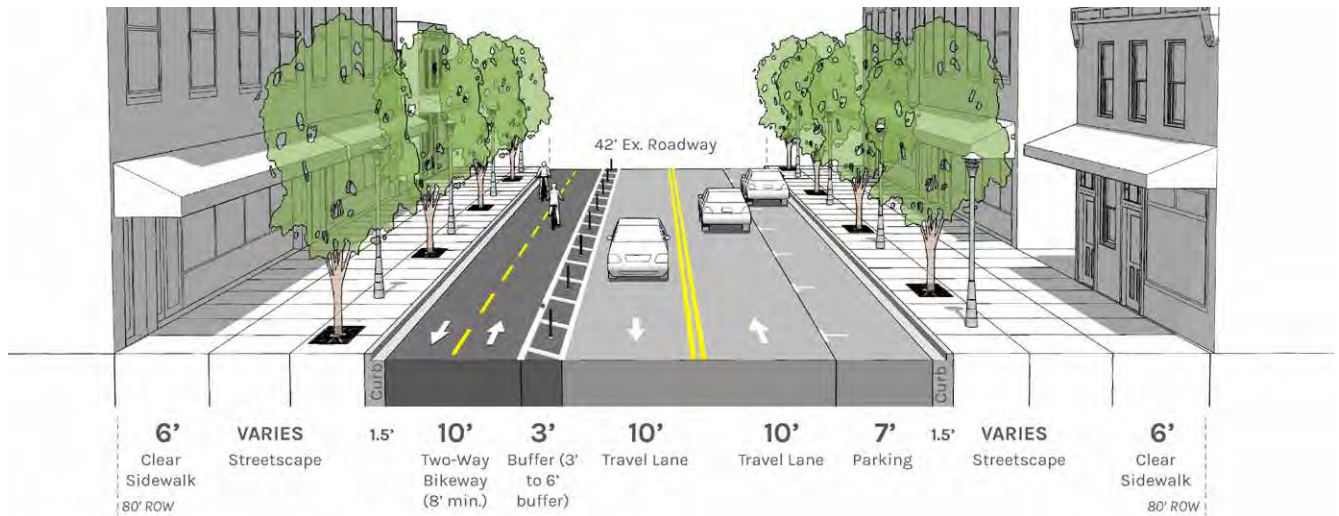 42' Ex. Roadway
Curb
Curb
6'
Clear
Sidewalk
80' ROW
VARIES
Streetscape
1.5'
10'
Two-Way
Bikeway
(8' min.)
3'
Buffer (3'
to 6'
buffer)
10'
Travel Lane
10'
Travel Lane
7'
Parking
1.5'
VARIES
Streetscape
6'
Clear
Sidewalk
80' ROW